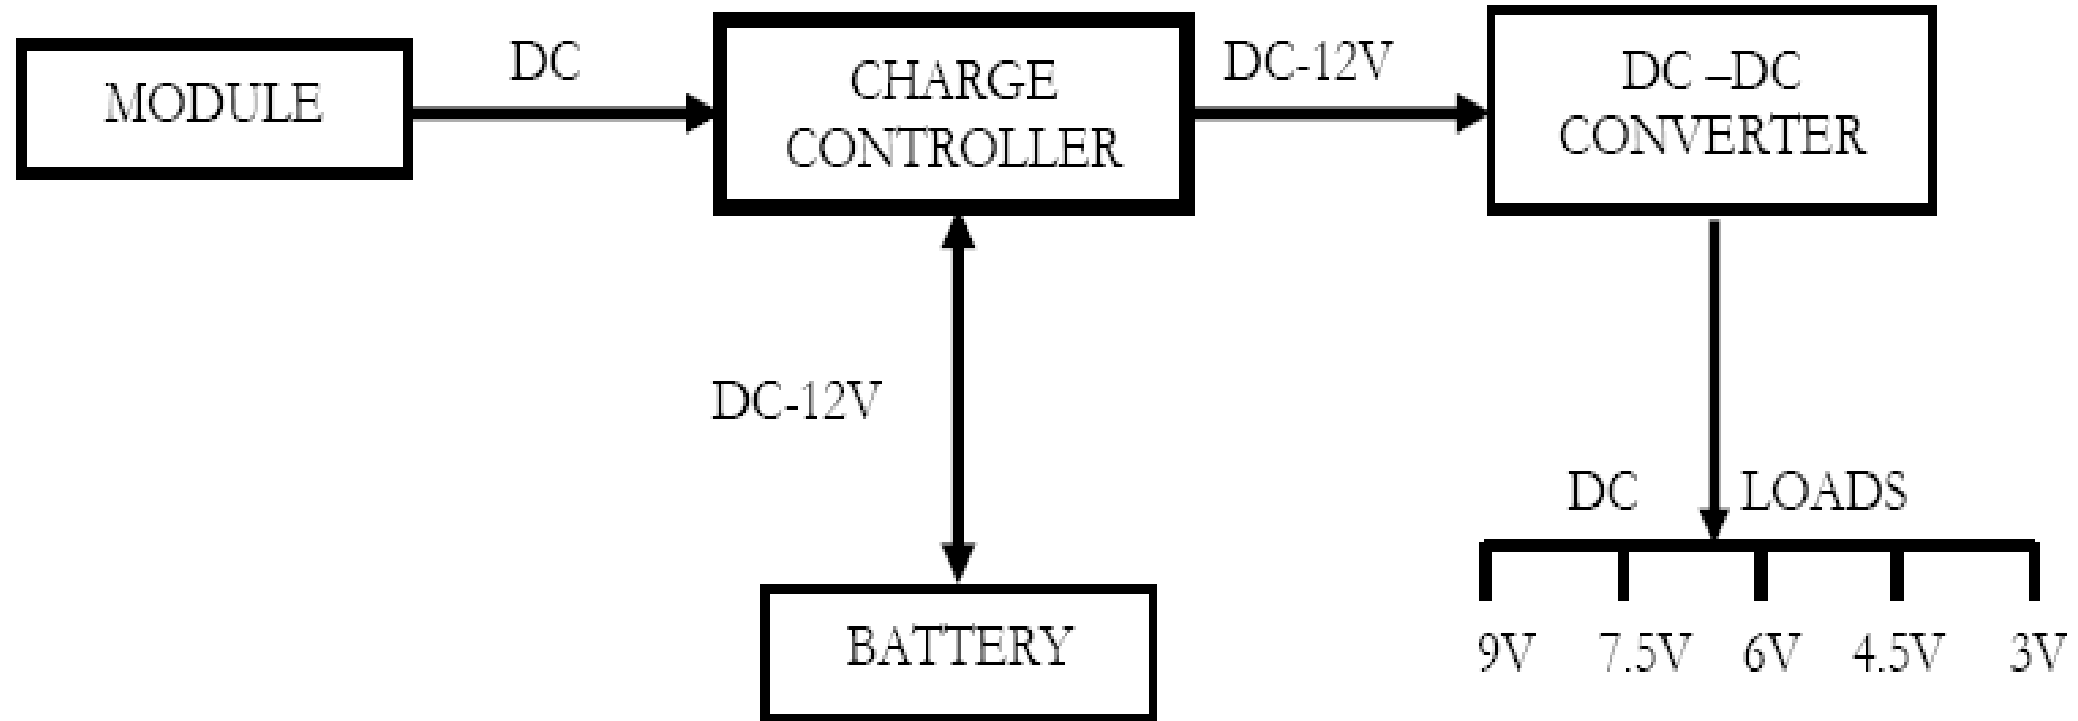 MODULE
DC
CHARGE
CONTROLLER
DC-12V
DC –DC
CONVERTER
DC-12V
BATTERY
DC LOADS
9V 7.5V 6V 4.5V 3V